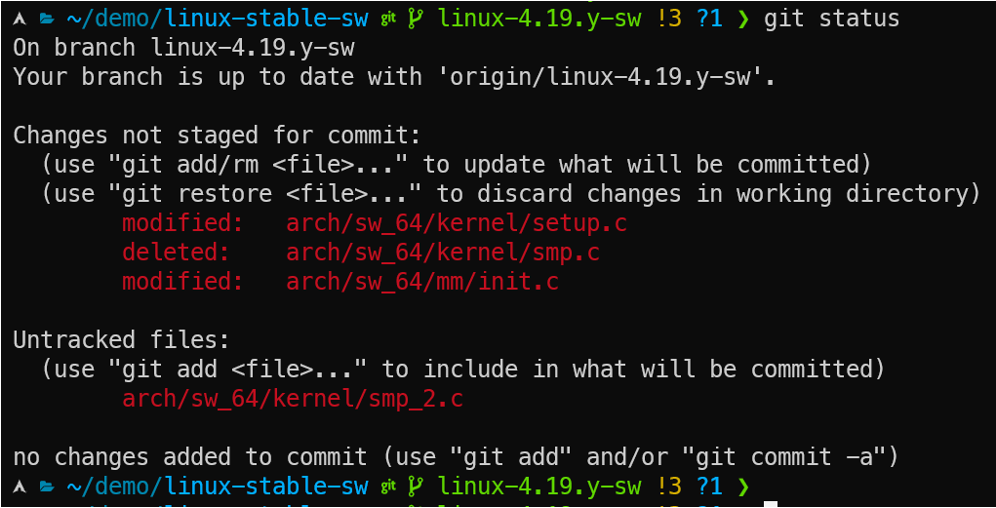 ~/demo/linux-stable-sw git linux-4.19.y-sw !3 ?1 ❯ git status
On branch linux-4.19.y-sw
Your branch is up to date with 'origin/linux-4.19.y-sw'.
Changes not staged for commit:
(use "git add/rm <file>..." to update what will be committed)
(use "git restore <file>..." to discard changes in working directory)
modified: arch/sw_64/kernel/setup.c
deleted: arch/sw_64/kernel/smp.c
modified: arch/sw_64/mm/init.c
Untracked files:
(use "git add <file>..." to include in what will be committed)
arch/sw_64/kernel/smp_2.c
no changes added to commit (use "git add" and/or "git commit -a")
~/demo/linux-stable-sw git linux-4.19.y-sw !3 ?1 ❯